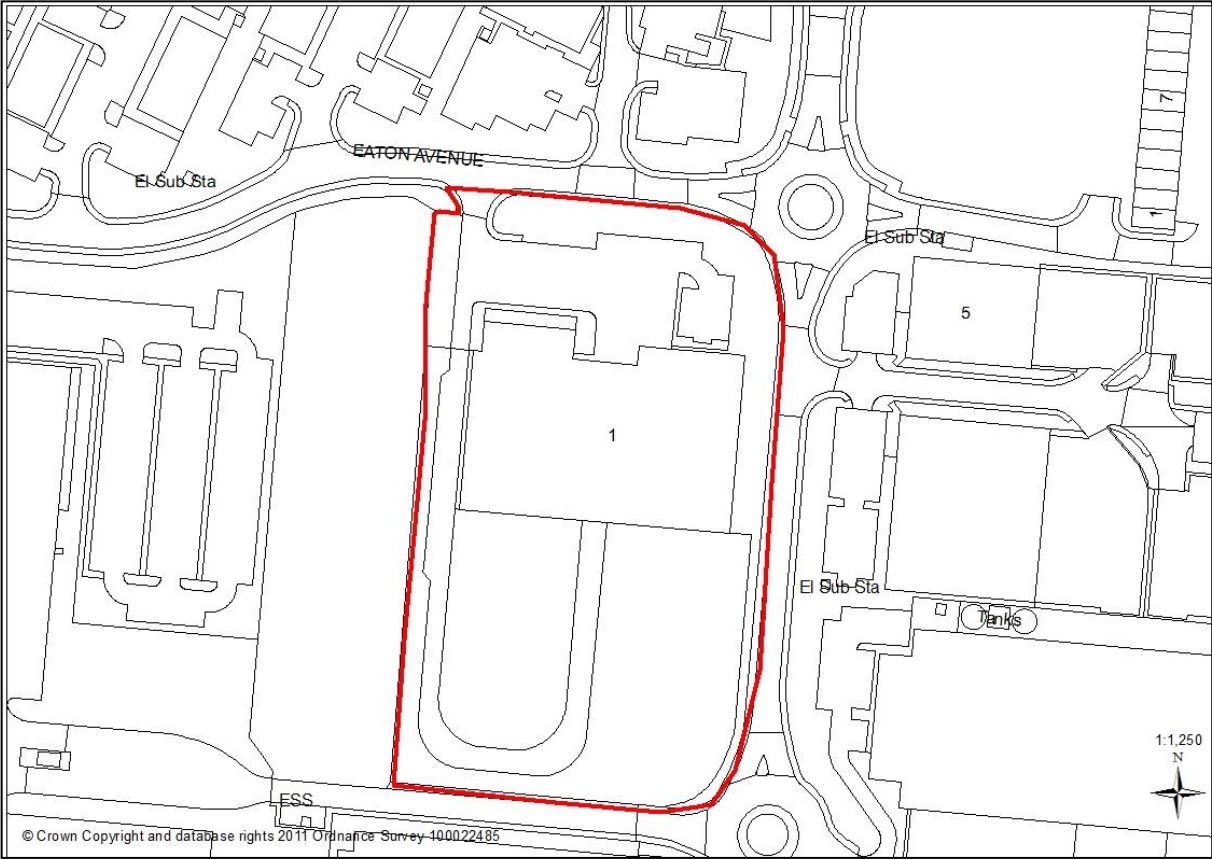 7
EATON AVENUE
El Sub Sta
1
El Sub Sta
5
1
El Sub Sta
Tanks
1:1,250
N
ESS
© Crown Copyright and database rights 2011 Ordnance Survey 100022485